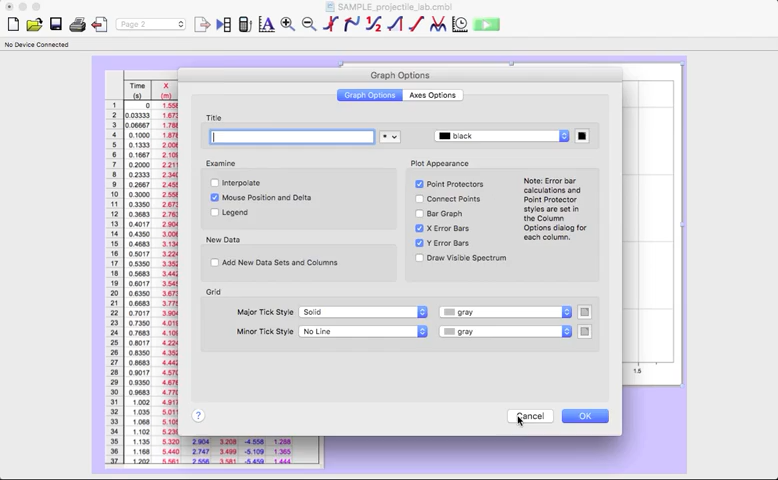 SAMPLE_projectile_lab.cmbl
Page 2
No Device Connected
Graph Options
Graph Options
Axes Options
Title
black
Examine
Interpolate
Mouse Position and Delta
Legend
Plot Appearance
Point Protectors
Connect Points
Bar Graph
X Error Bars
Y Error Bars
Draw Visible Spectrum
Note: Error bar
calculations and
Point Protector
styles are set in
the Column
Options dialog for
each column.
New Data
Add New Data Sets and Columns
Grid
Major Tick Style Solid gray
Minor Tick Style No Line gray
? Cancel OK
Time X
(s) (m)
1 0
2 0.03333
3 0.06667
4 0.1000
5 0.1333
6 0.1667
7 0.2000
8 0.2333
9 0.2667
10 0.3000
11 0.3350
12 0.3683
13 0.4017
14 0.4350
15 0.4683
16 0.5017
17 0.5350
18 0.5683
19 0.6017
20 0.6350
21 0.6683
22 0.7017
23 0.7350
24 0.7683
25 0.8017
26 0.8350
27 0.8683
28 0.9017
29 0.9350
30 0.9683
31 1.002
32 1.035
33 1.068
34 1.102
35 1.135 5.320 2.904 3.208 -4.558 1.288
36 1.168 5.440 2.747 3.499 -5.109 1.389
37 1.202 5.561 2.556 3.581 -5.459 1.444
1.5